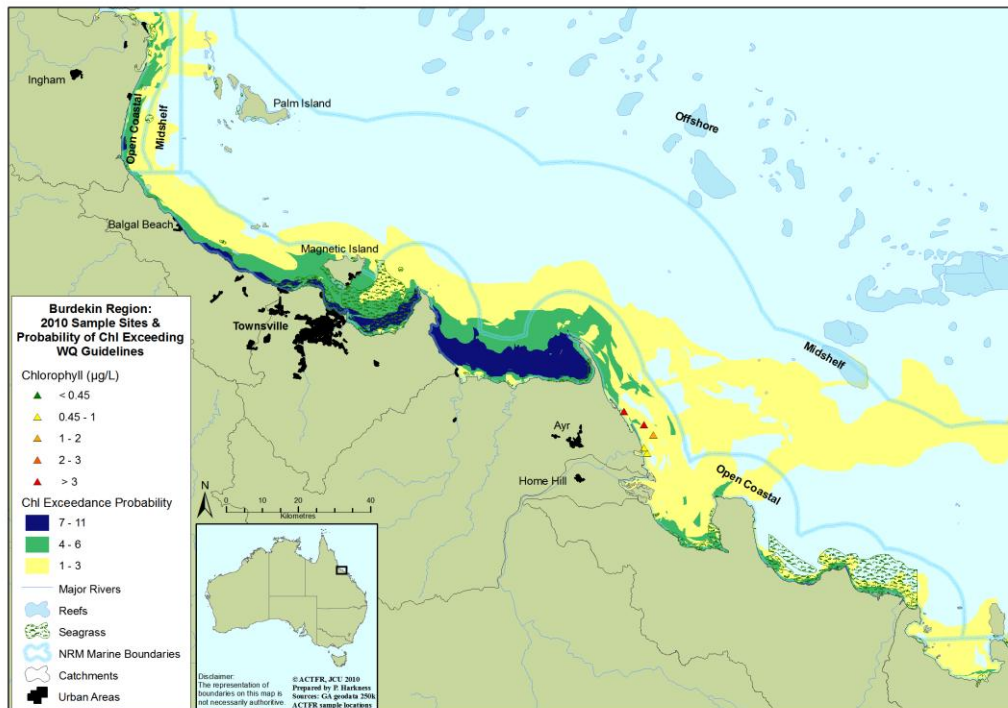 Ingham
Palm Island
Open Coastal
Midshelf
Offshore
Balgal Beach
Magnetic Island
Townsville
Midshelf
Ayr
Home Hill
Open Coastal
Burdekin Region:
2010 Sample Sites &
Probability of Chl Exceeding
WQ Guidelines
Chlorophyll (µg/L)
< 0.45
0.45 - 1
1 - 2
2 - 3
> 3
Chl Exceedance Probability
7 - 11
4 - 6
1 - 3
Major Rivers
Reefs
Seagrass
NRM Marine Boundaries
Catchments
Urban Areas
N
0 10 20 40
Kilometres
Disclaimer:
The representation of
boundaries on this map is
not necessarily authoritive.
© ACTFR, JCU 2010
Prepared by P. Harkness
Sources: GA geodata 250k
ACTFR sample locations